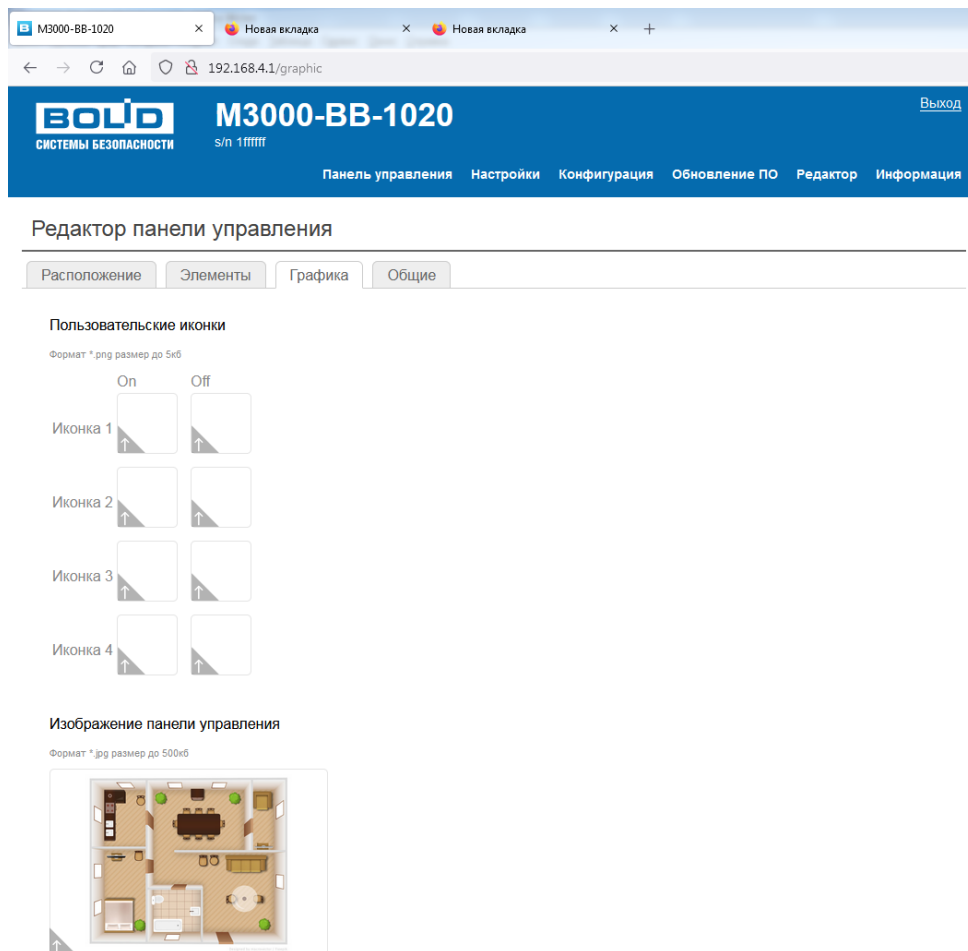 M3000-BB-1020
Новая вкладка
Новая вкладка
192.168.4.1/graphic
BOLID
СИСТЕМЫ БЕЗОПАСНОСТИ
M3000-BB-1020
s/n 1ffffff
Выход
Панель управления Настройки Конфигурация Обновление ПО Редактор Информация
Редактор панели управления
Расположение Элементы Графика Общие
Пользовательские иконки
Формат *.png размер до 5кб
On Off
Иконка 1
Иконка 2
Иконка 3
Иконка 4
Изображение панели управления
Формат *.jpg размер до 500кб